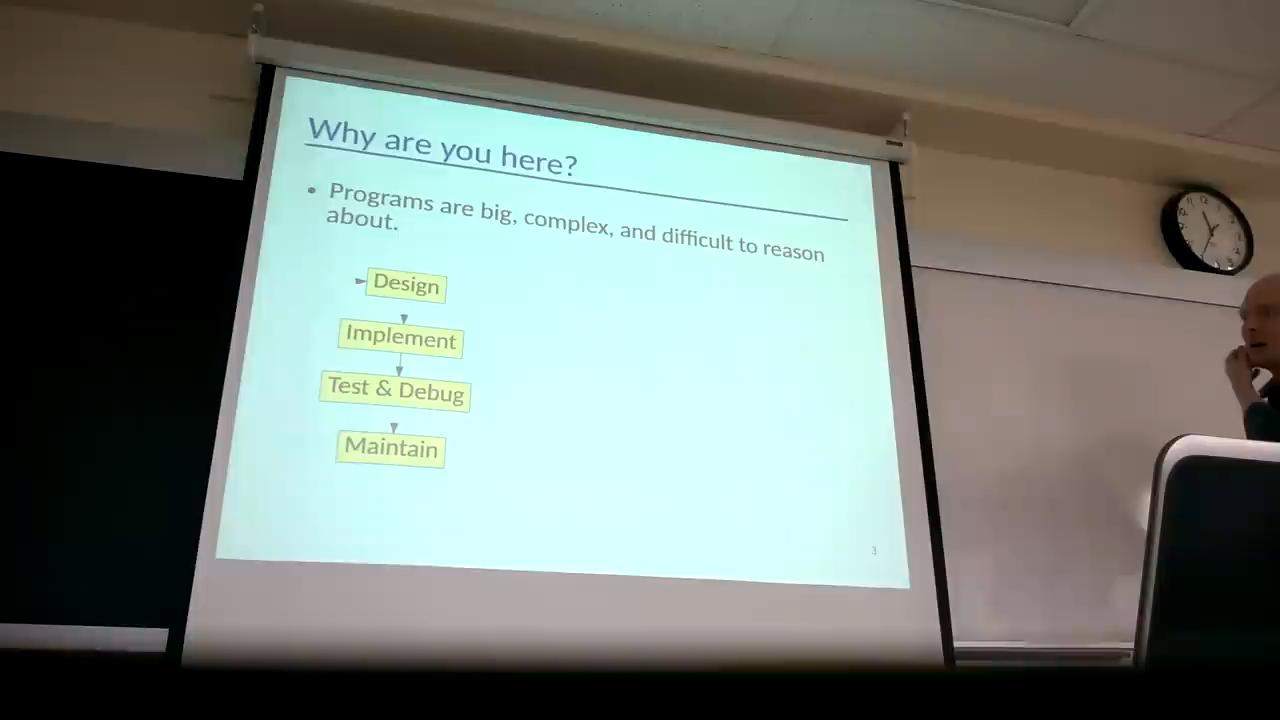 Why are you here?
• Programs are big, complex, and difficult to reason
about.
Design
Implement
Test & Debug
Maintain
3